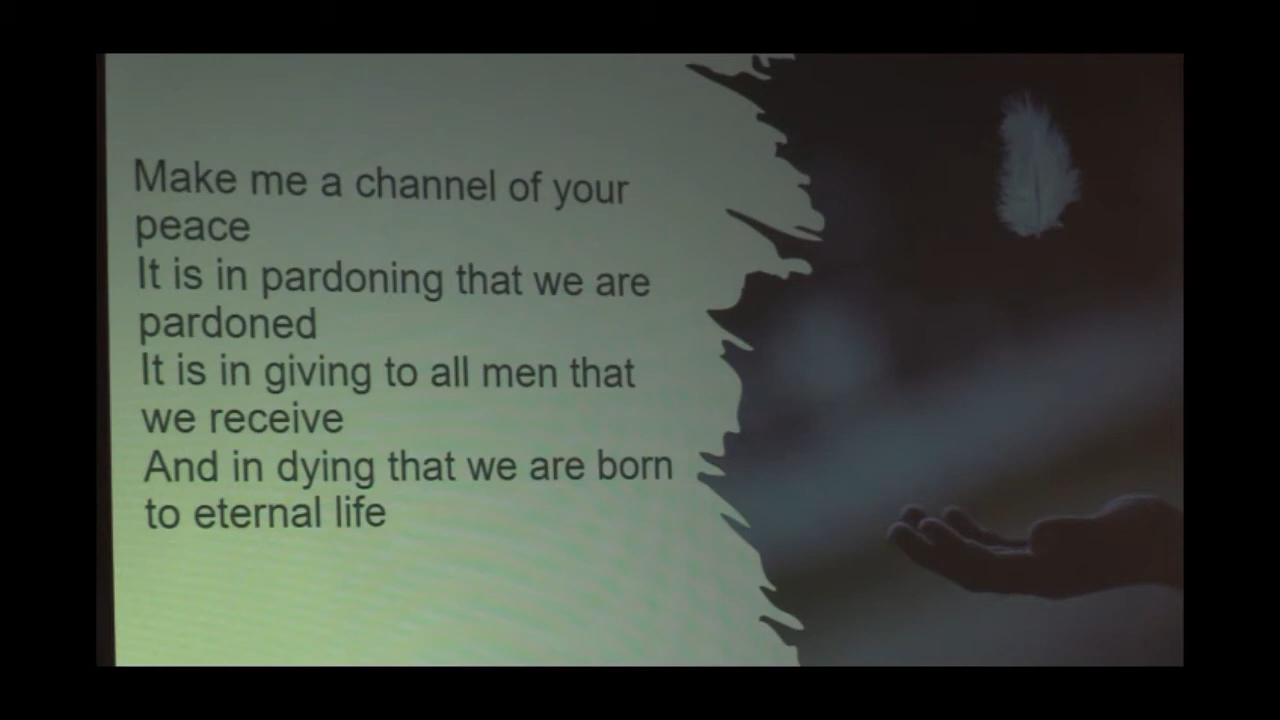 Make me a channel of your
peace
It is in pardoning that we are
pardoned
It is in giving to all men that
we receive
And in dying that we are born
to eternal life